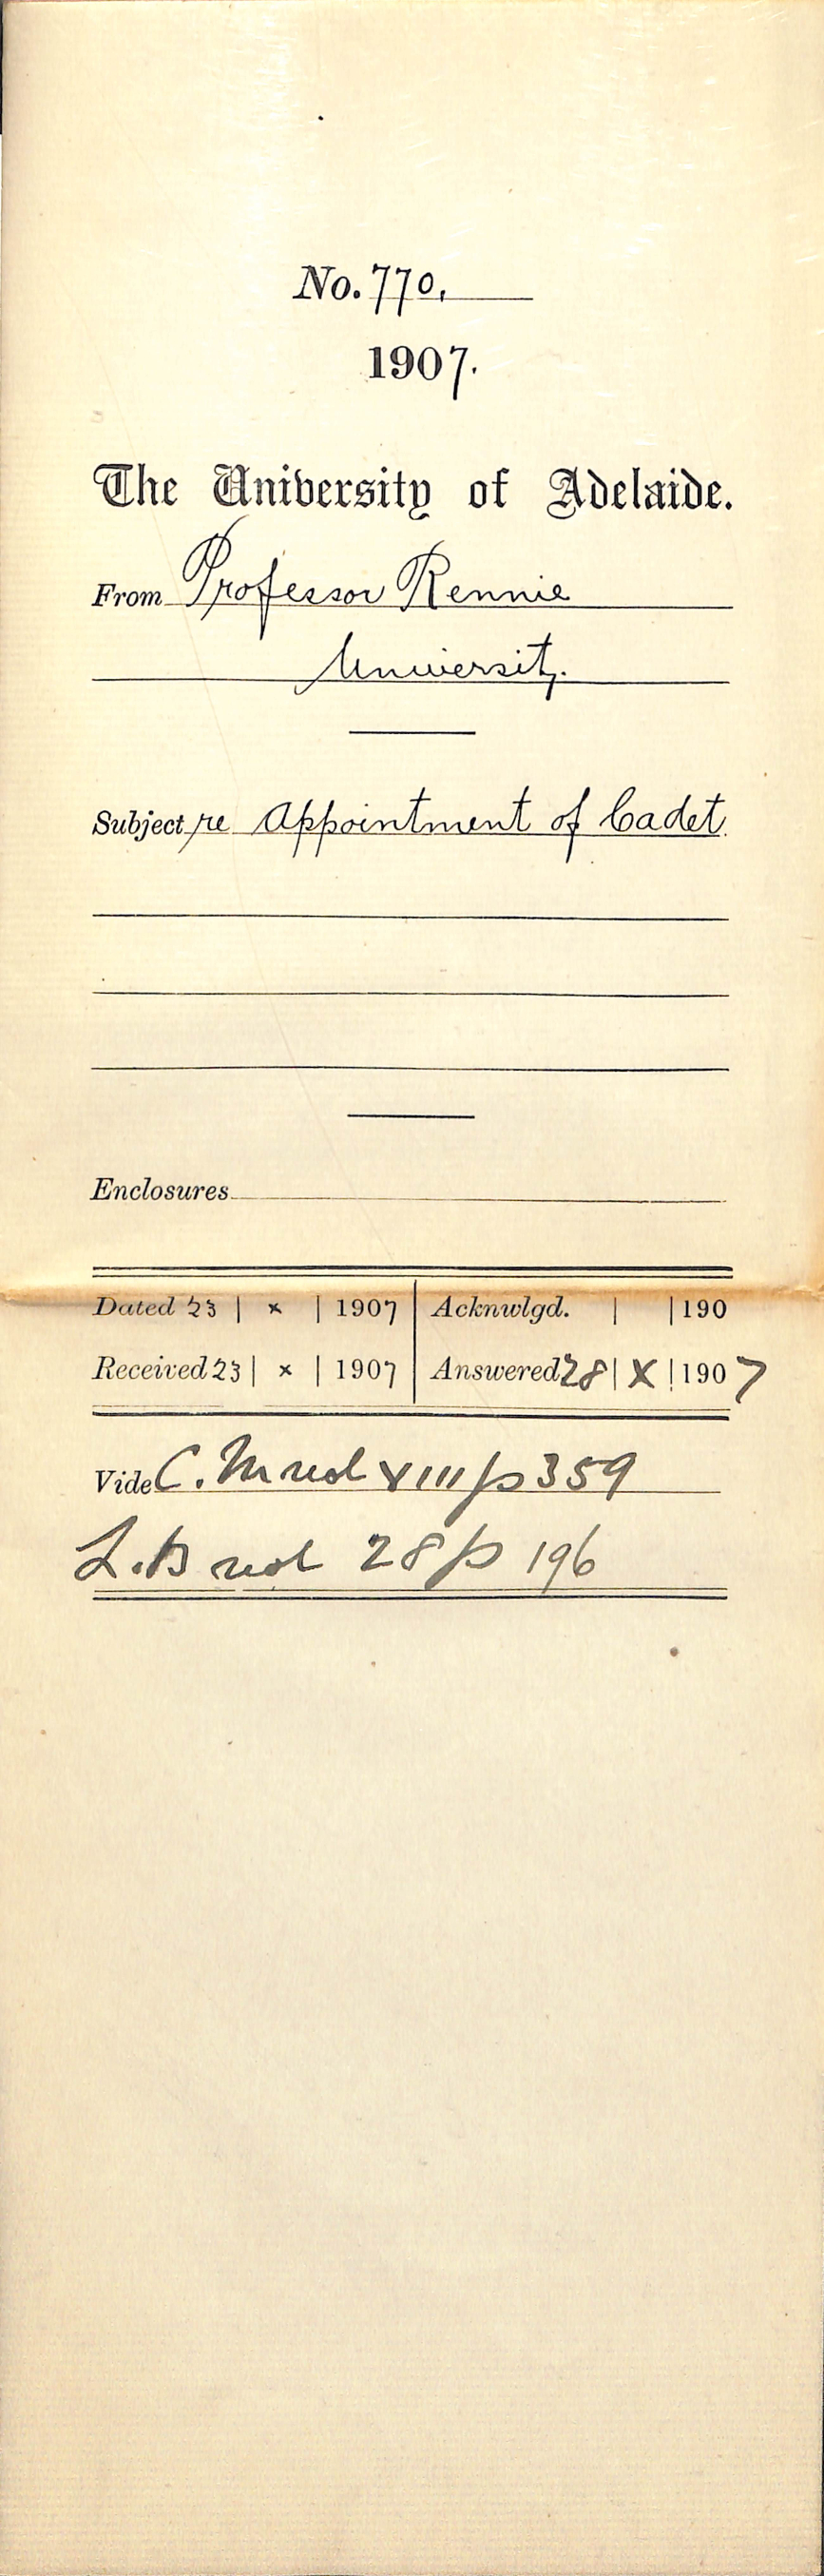 No. 770.
1907.
The University of Adelaide.
From Professor Rennie
University.
Subject re Appointment of Cadet.
Enclosures
Dated 23 | x | 1907 Acknwlgd. | | 190
Received 23 | x | 1907 Answered 28 | X | 1907
Vide C. M vol XIII p 359
L.B vol 28 p 196